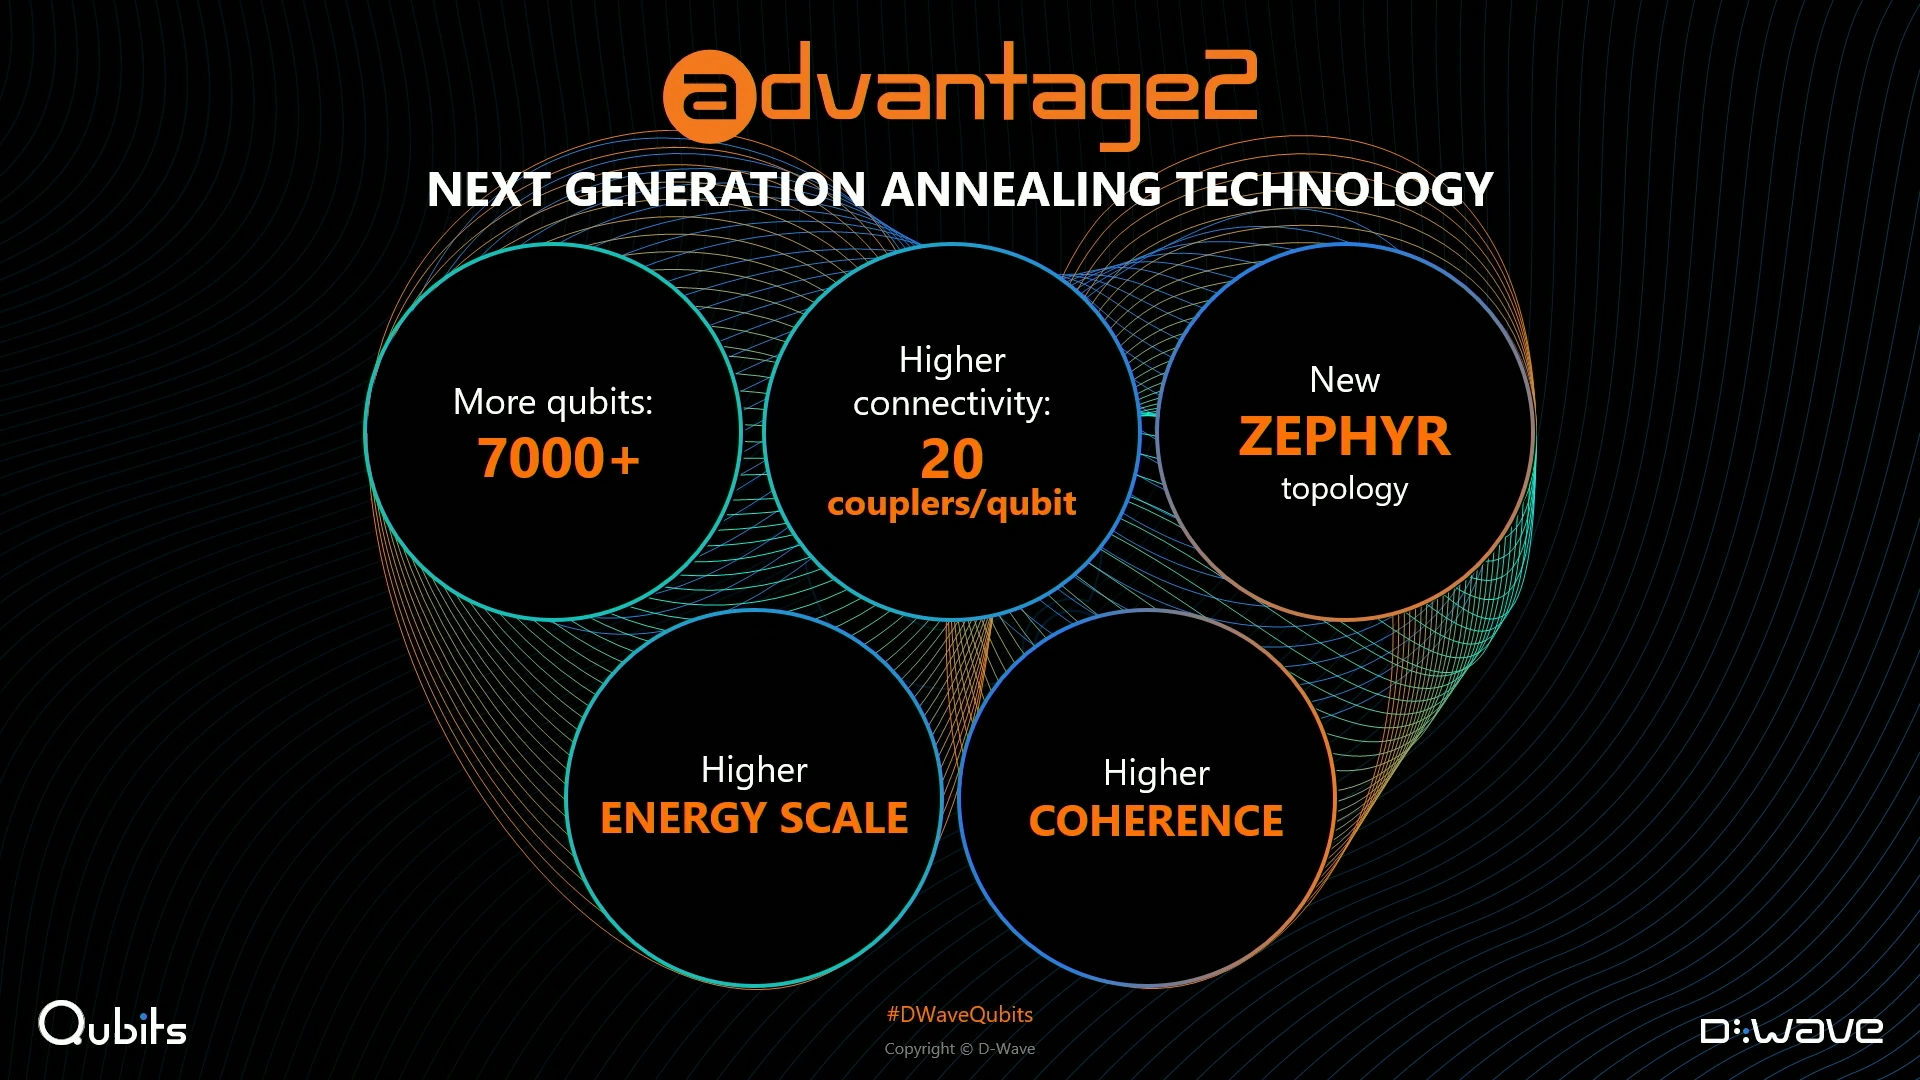 advantage2
NEXT GENERATION ANNEALING TECHNOLOGY
More qubits:
7000+
Higher
connectivity:
20
couplers/qubit
New
ZEPHYR
topology
Higher
ENERGY SCALE
Higher
COHERENCE
Qubits
#DWaveQubits
Copyright © D-Wave
D:wave